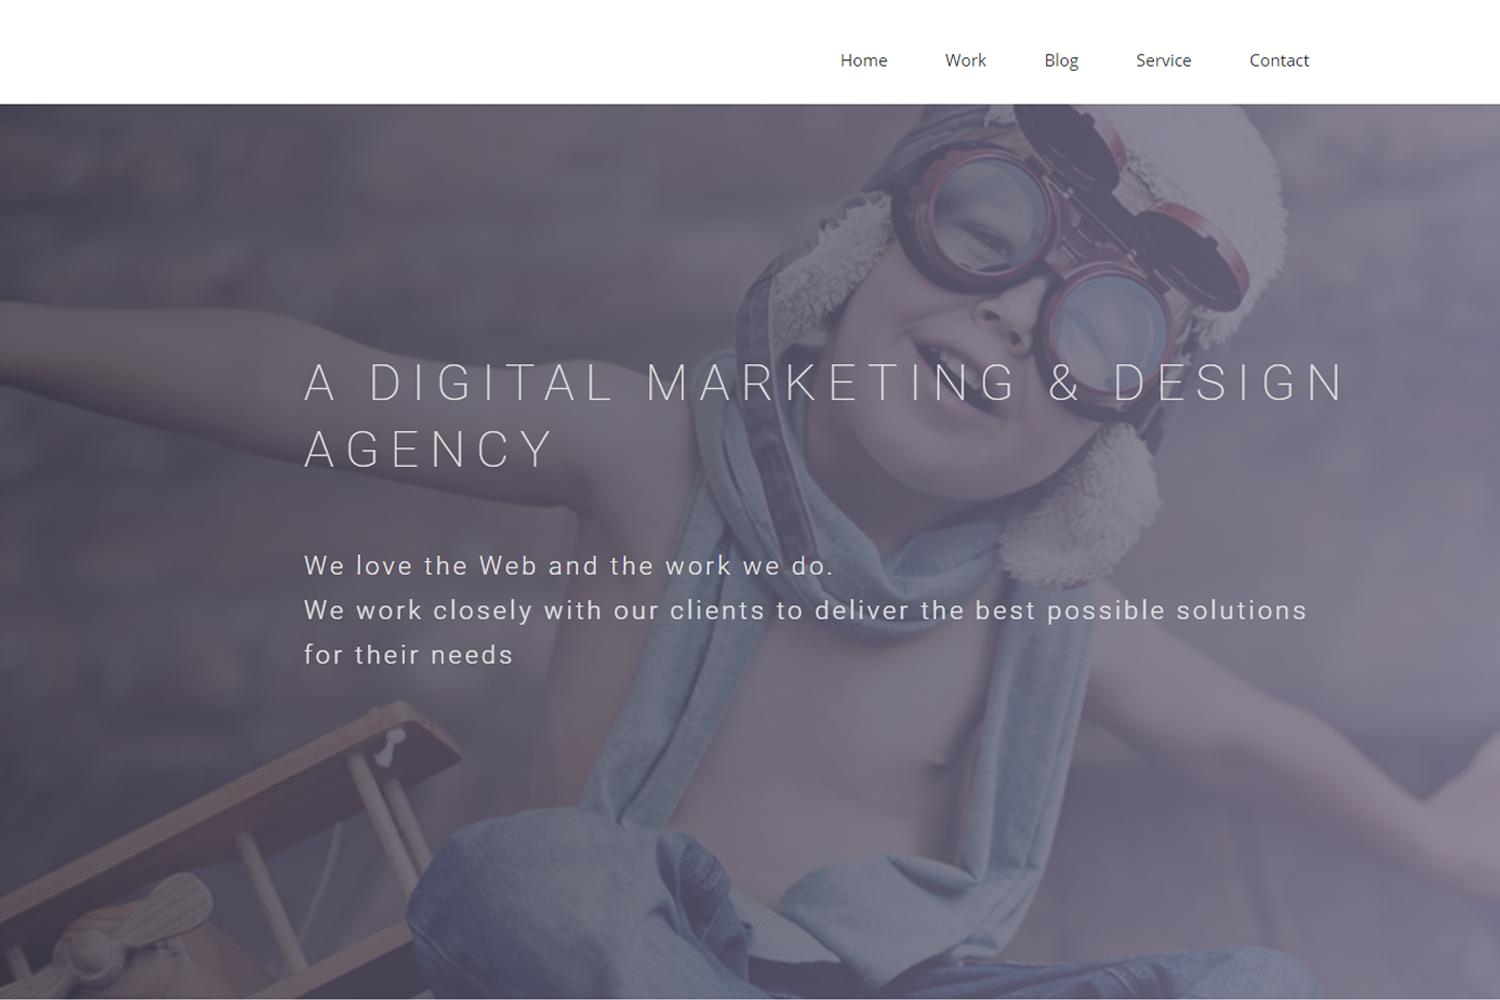 Home Work Blog Service Contact
A DIGITAL MARKETING & DESIGN
AGENCY
We love the Web and the work we do.
We work closely with our clients to deliver the best possible solutions
for their needs